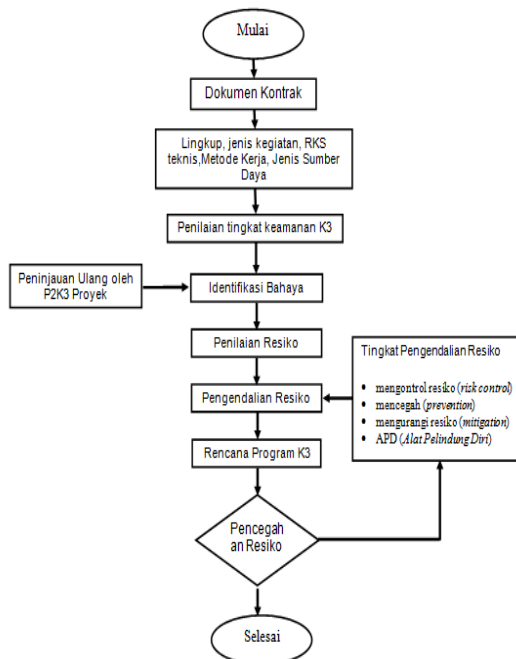 Mulai
Dokumen Kontrak
Lingkup, jenis kegiatan, RKS
teknis,Metode Kerja, Jenis Sumber
Daya
Penilaian tingkat keamanan K3
Peninjauan Ulang oleh
P2K3 Proyek
Identifikasi Bahaya
Penilaian Resiko
Tingkat Pengendalian Resiko
• mengontrol resiko (risk control)
• mencegah (prevention)
• mengurangi resiko (mitigation)
• APD (Alat Pelindung Diri)
Pengendalian Resiko
Rencana Program K3
Pencegah
an Resiko
Selesai